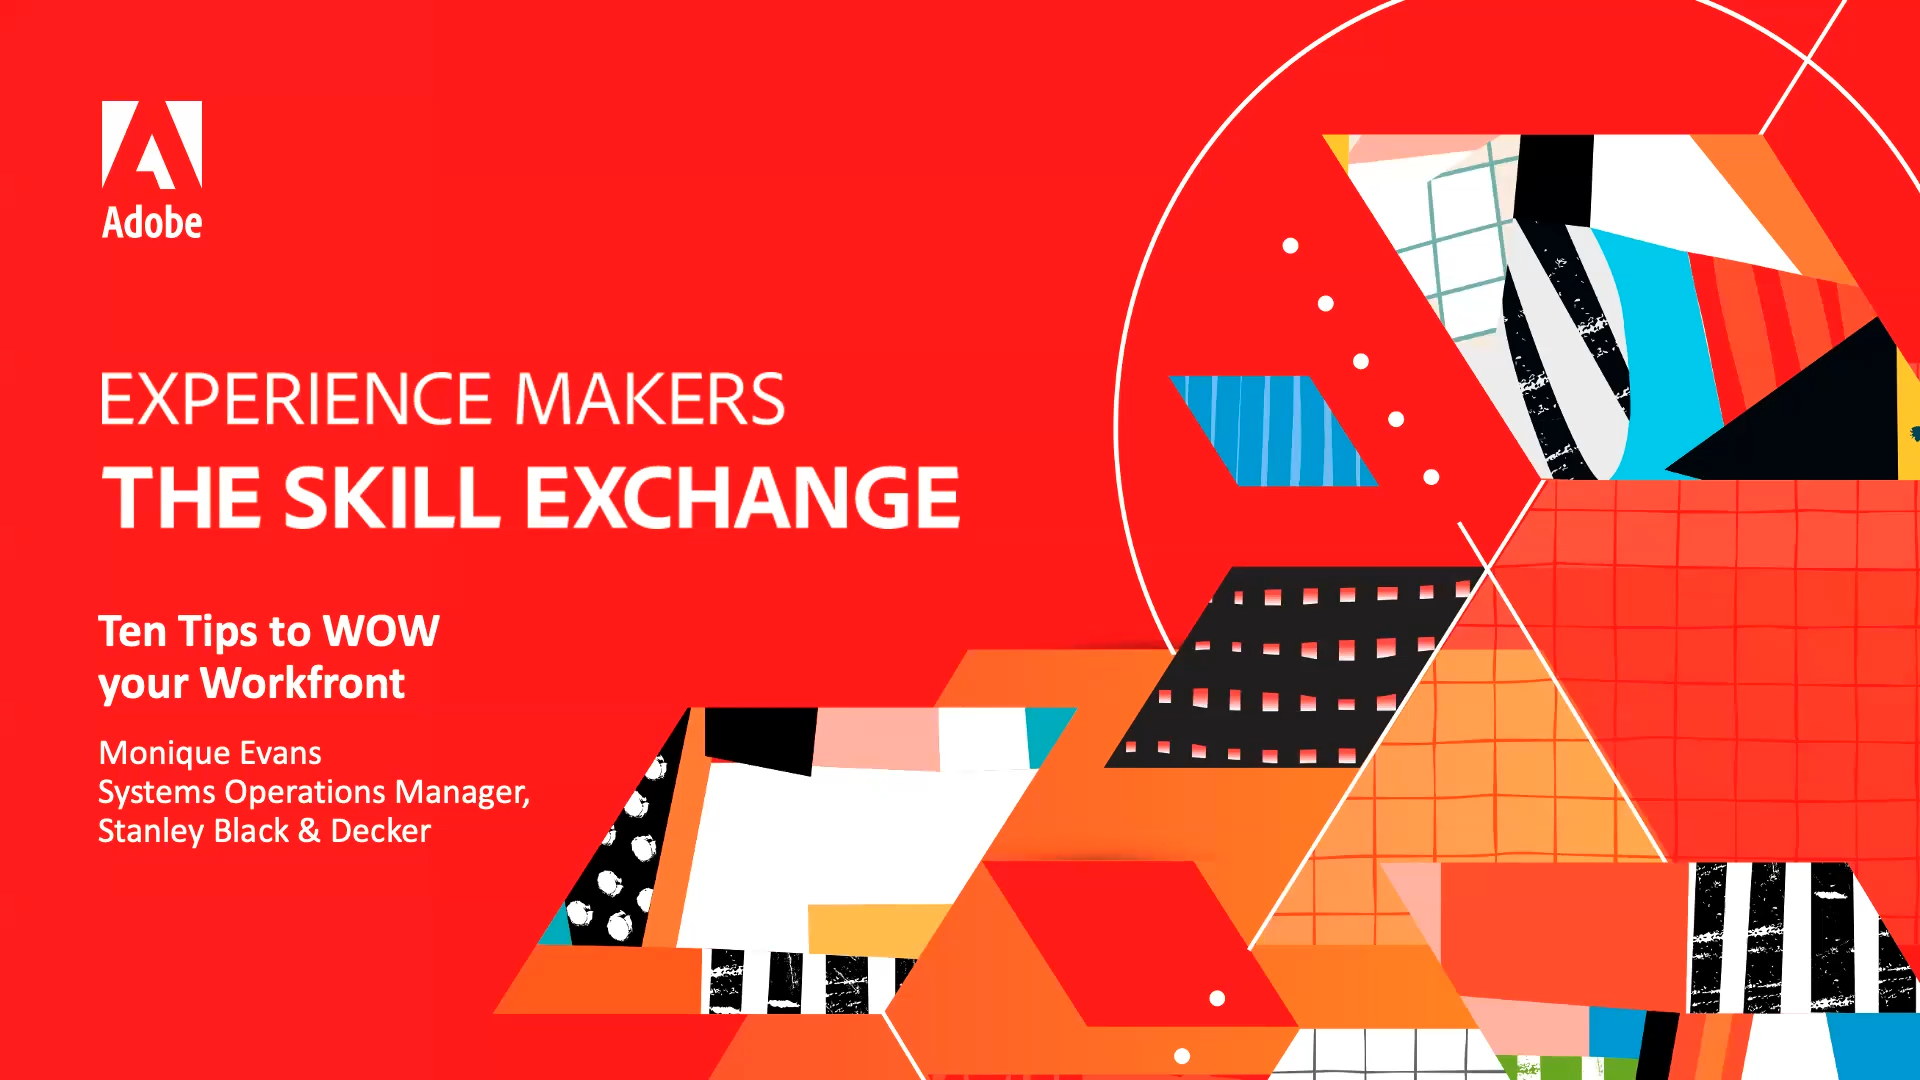 Adobe
EXPERIENCE MAKERS
THE SKILL EXCHANGE
Ten Tips to WOW
your Workfront
Monique Evans
Systems Operations Manager,
Stanley Black & Decker